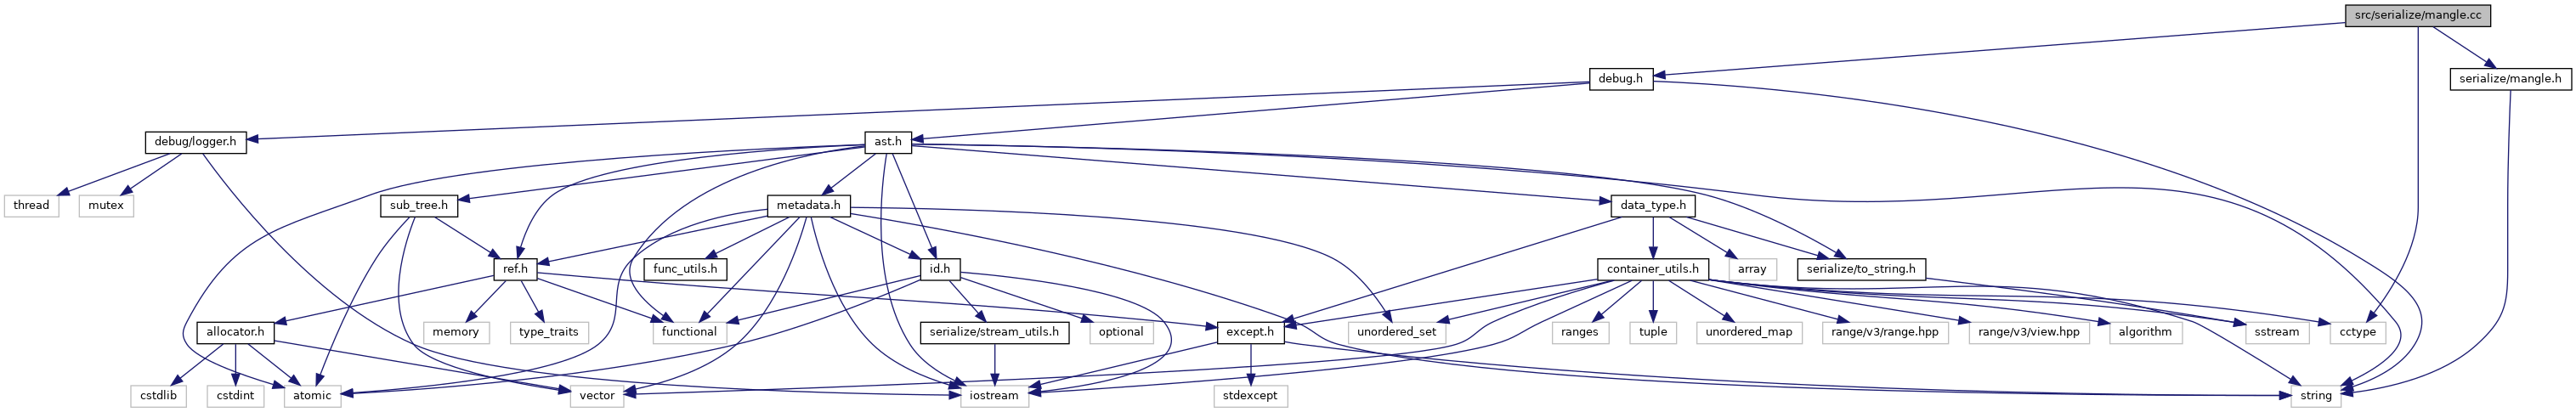 src/serialize/mangle.cc
debug.h
serialize/mangle.h
debug/logger.h
ast.h
thread
mutex
sub_tree.h
metadata.h
data_type.h
ref.h
func_utils.h
id.h
container_utils.h
array
serialize/to_string.h
allocator.h
memory
type_traits
functional
serialize/stream_utils.h
optional
except.h
unordered_set
ranges
tuple
unordered_map
range/v3/range.hpp
range/v3/view.hpp
algorithm
sstream
cctype
cstdlib
cstdint
atomic
vector
iostream
stdexcept
string